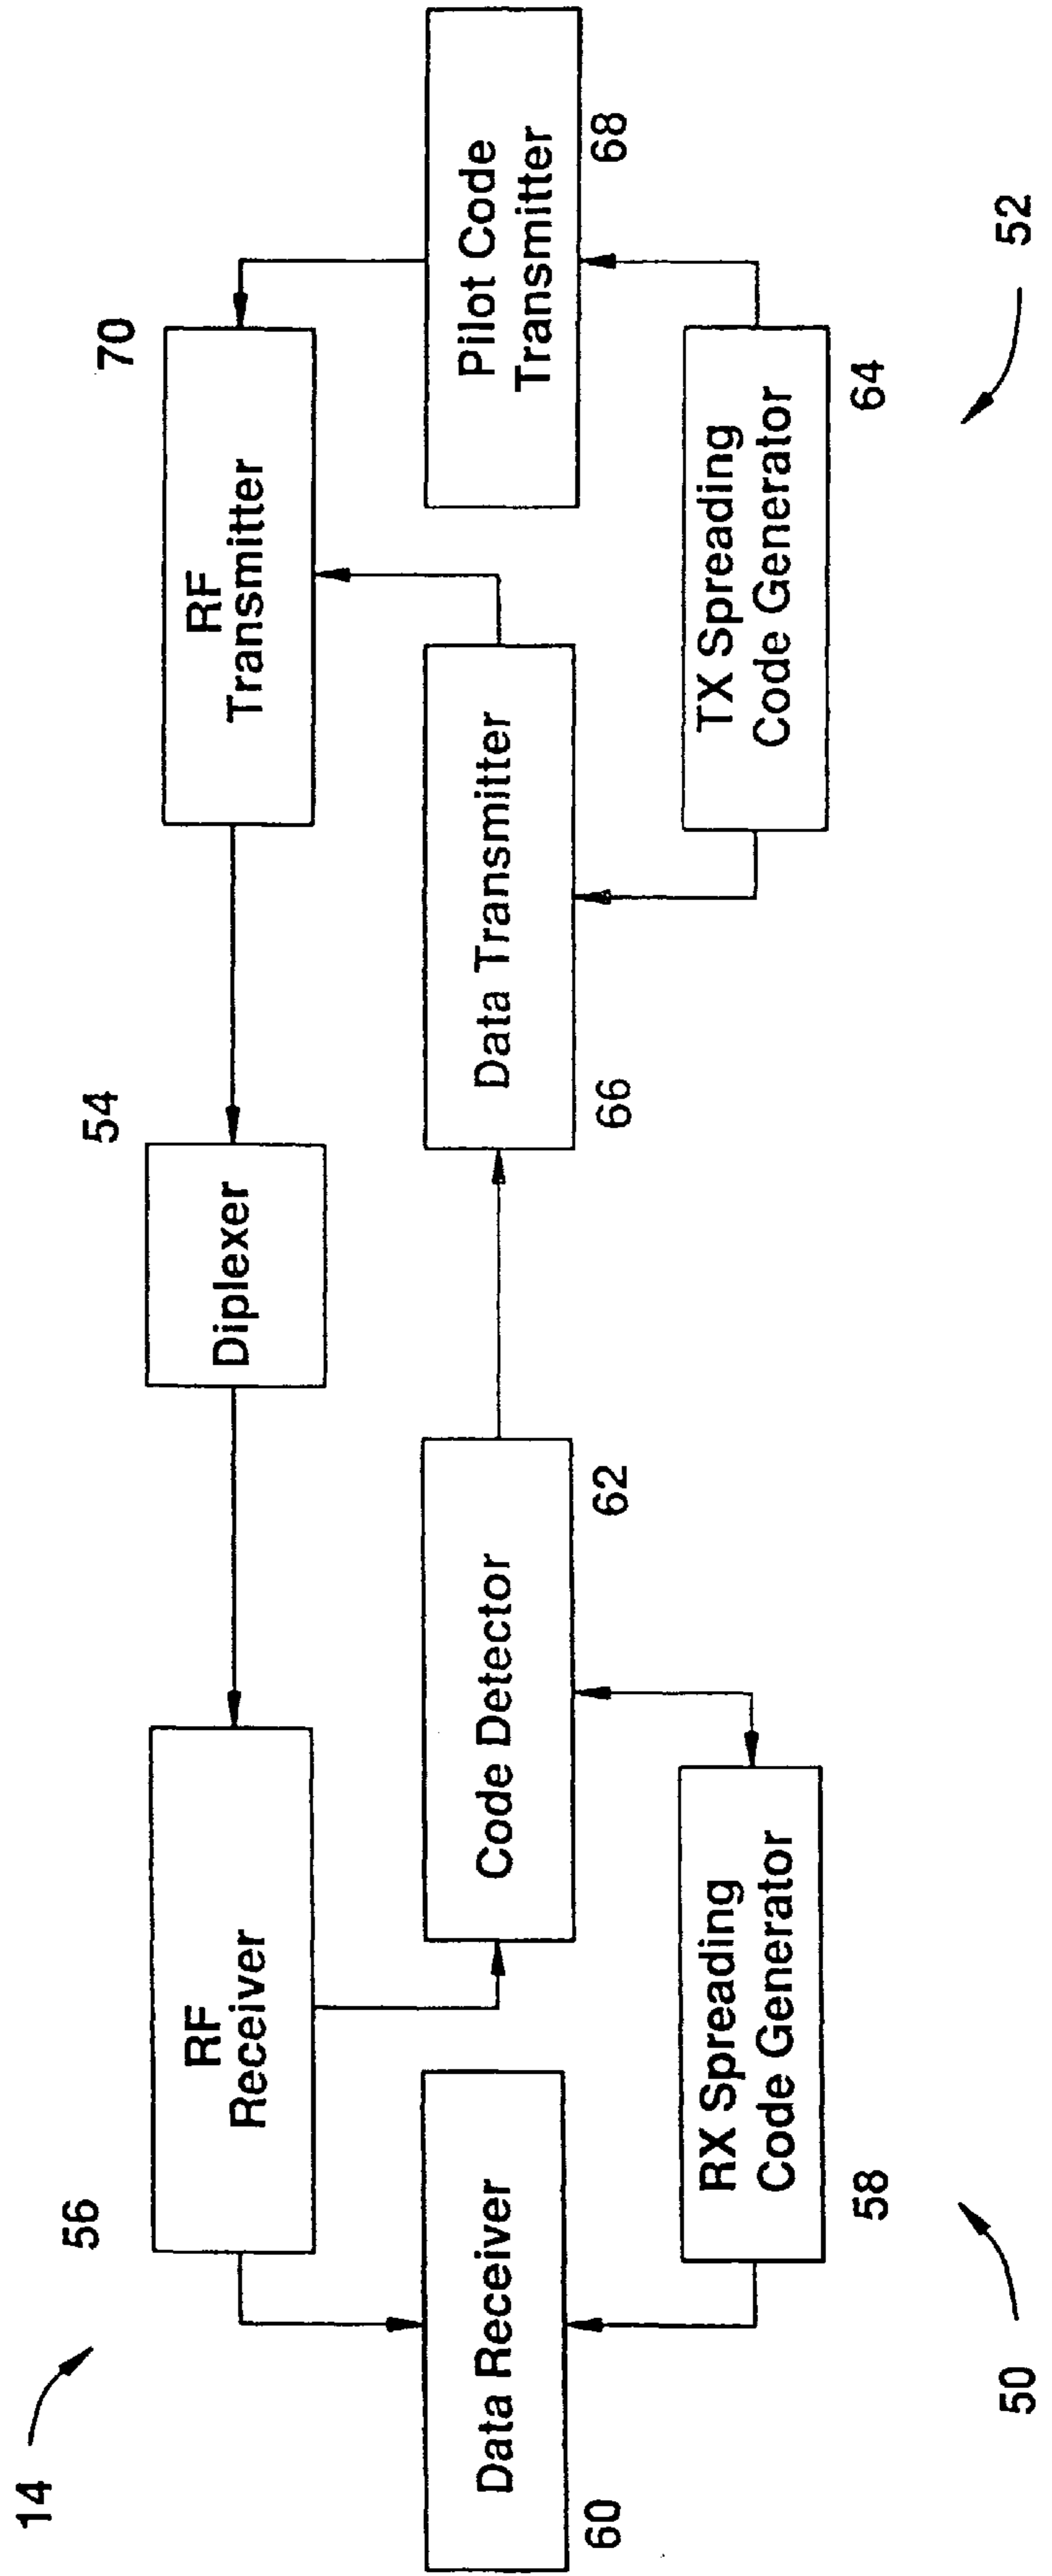 14
56
RF
Receiver
Diplexer
54
RF
Transmitter
70
Data Receiver
60
Code Detector
62
Data Transmitter
66
Pilot Code
Transmitter
68
RX Spreading
Code Generator
58
TX Spreading
Code Generator
64
50
52